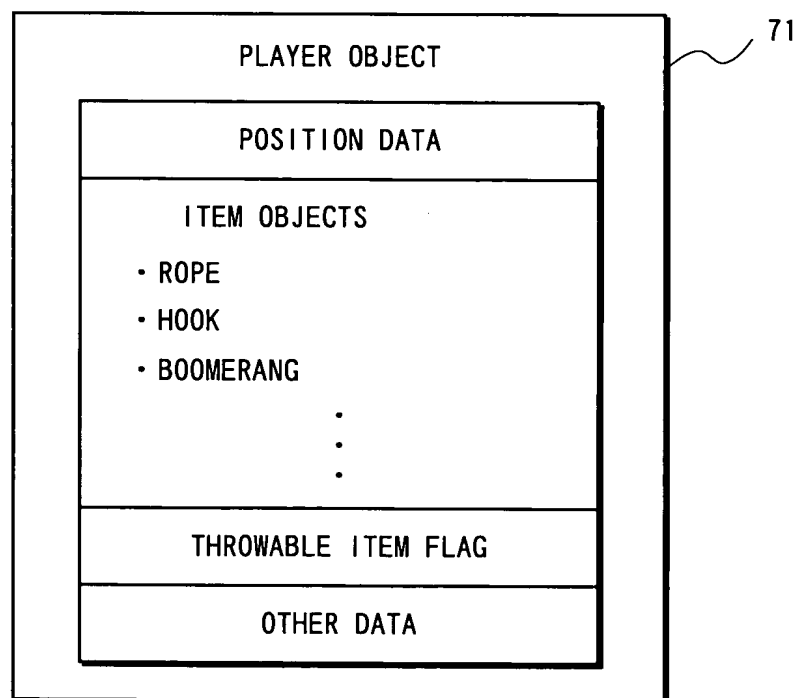 71
PLAYER OBJECT
POSITION DATA
ITEM OBJECTS
・ROPE
・HOOK
・BOOMERANG
・
・
・
THROWABLE ITEM FLAG
OTHER DATA